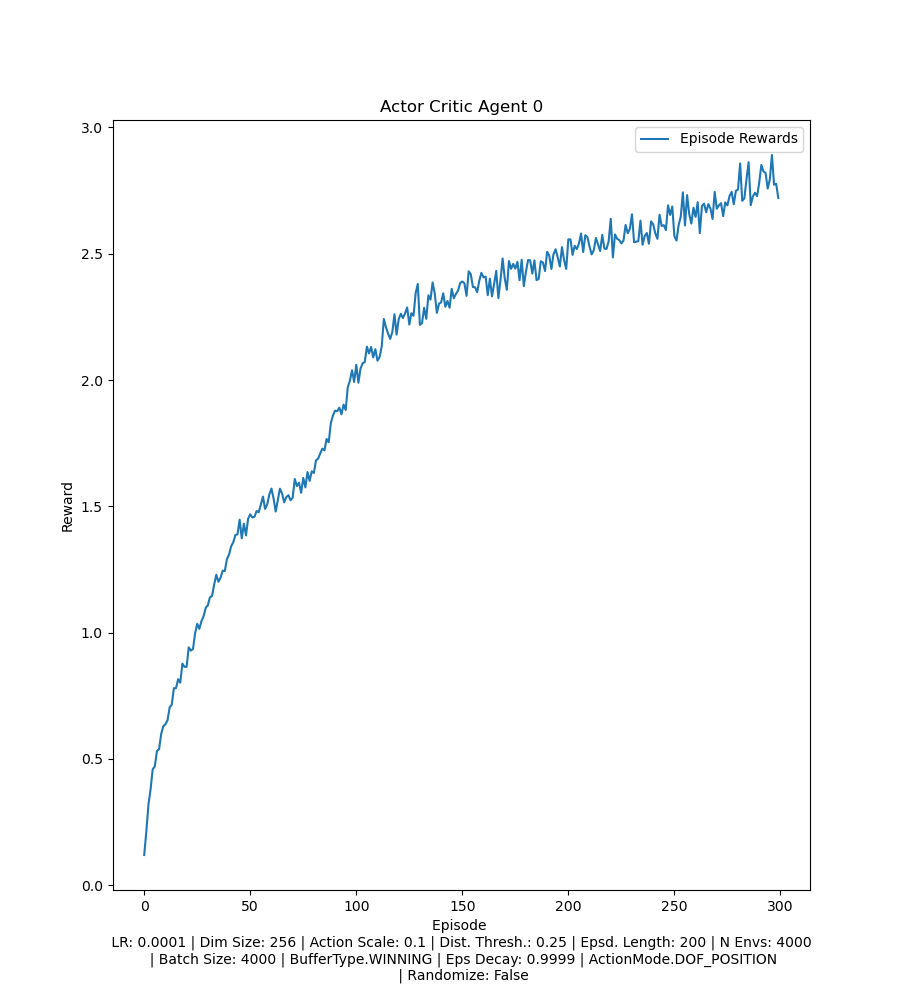 Actor Critic Agent 0
3.0
Episode Rewards
2.5
2.0
1.5
1.0
0.5
0.0
Reward
0 50 100 150 200 250 300
Episode
LR: 0.0001 | Dim Size: 256 | Action Scale: 0.1 | Dist. Thresh.: 0.25 | Epsd. Length: 200 | N Envs: 4000
| Batch Size: 4000 | BufferType.WINNING | Eps Decay: 0.9999 | ActionMode.DOF_POSITION
| Randomize: False